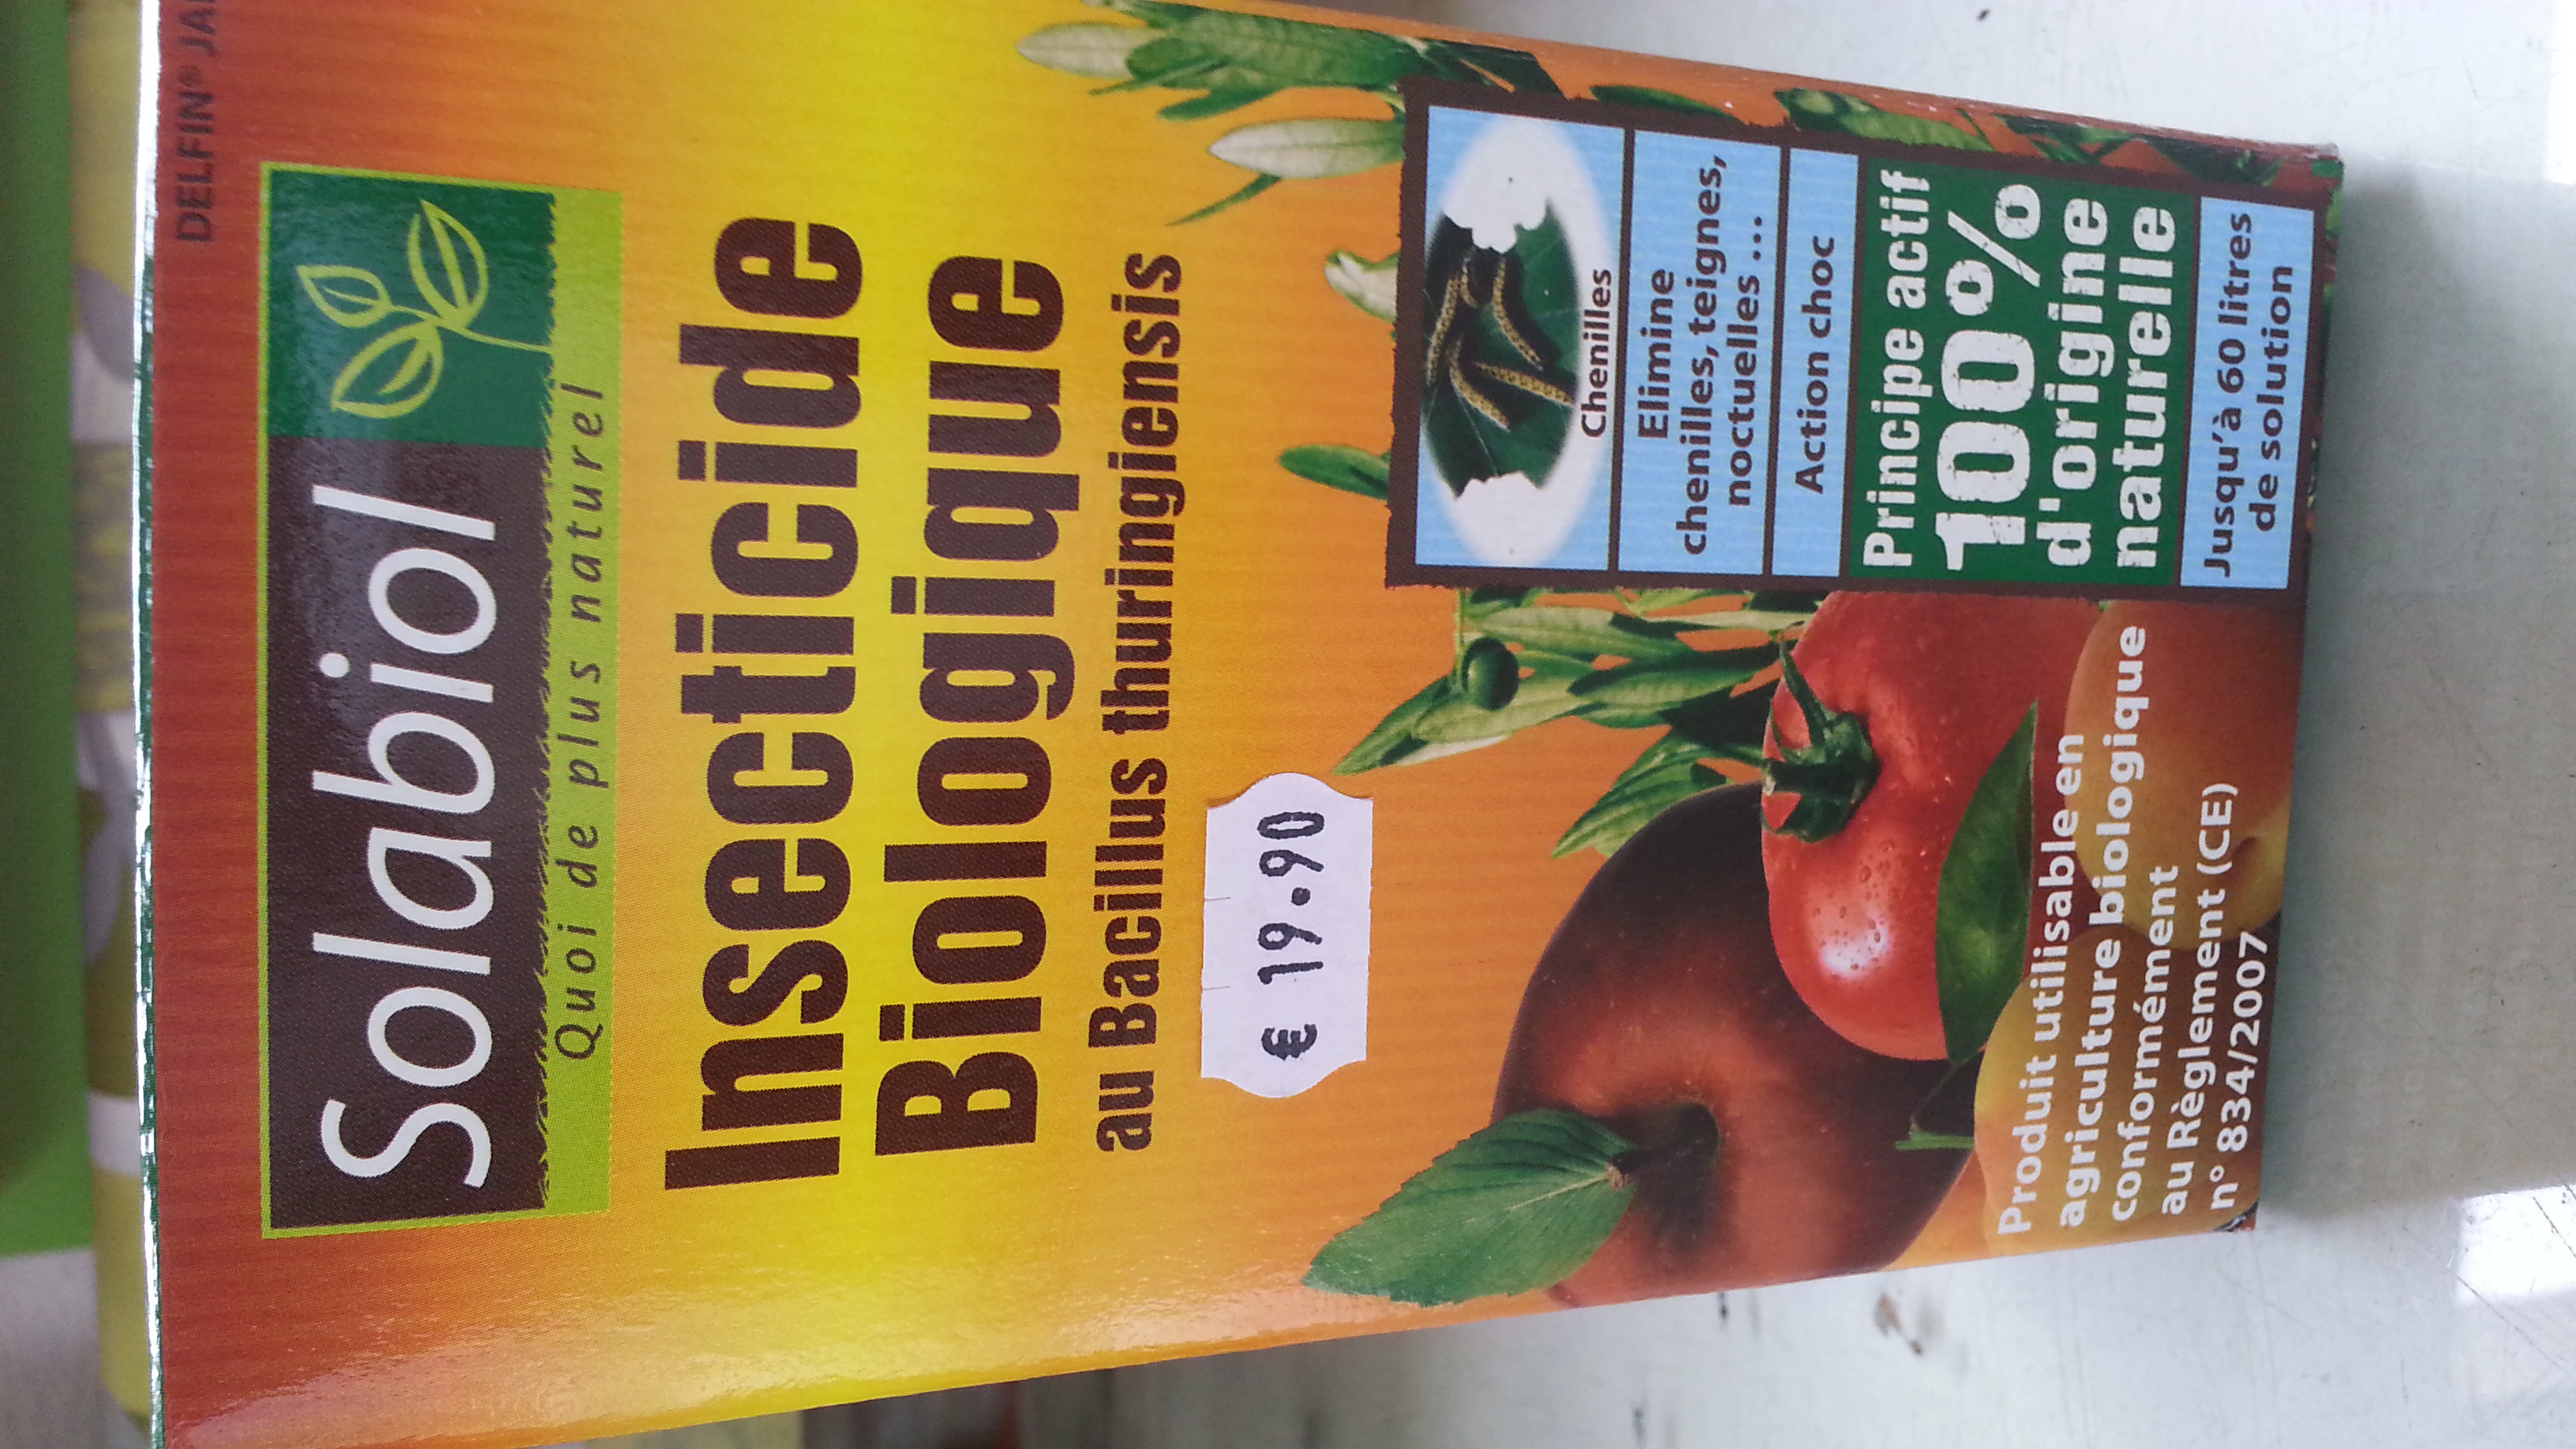 DELFIN®
Solabiol
Quoi de plus naturel
Insecticide
Biologique
au Bacillus thuringiensis
€ 19.90
Chenilles
Elimine
chenilles, teignes,
noctuelles ...
Action choc
Principe actif
100%
d'origine
naturelle
Jusqu'à 60 litres
de solution
Produit utilisable en
agriculture biologique
conformément
au Règlement (CE)
n° 834/2007